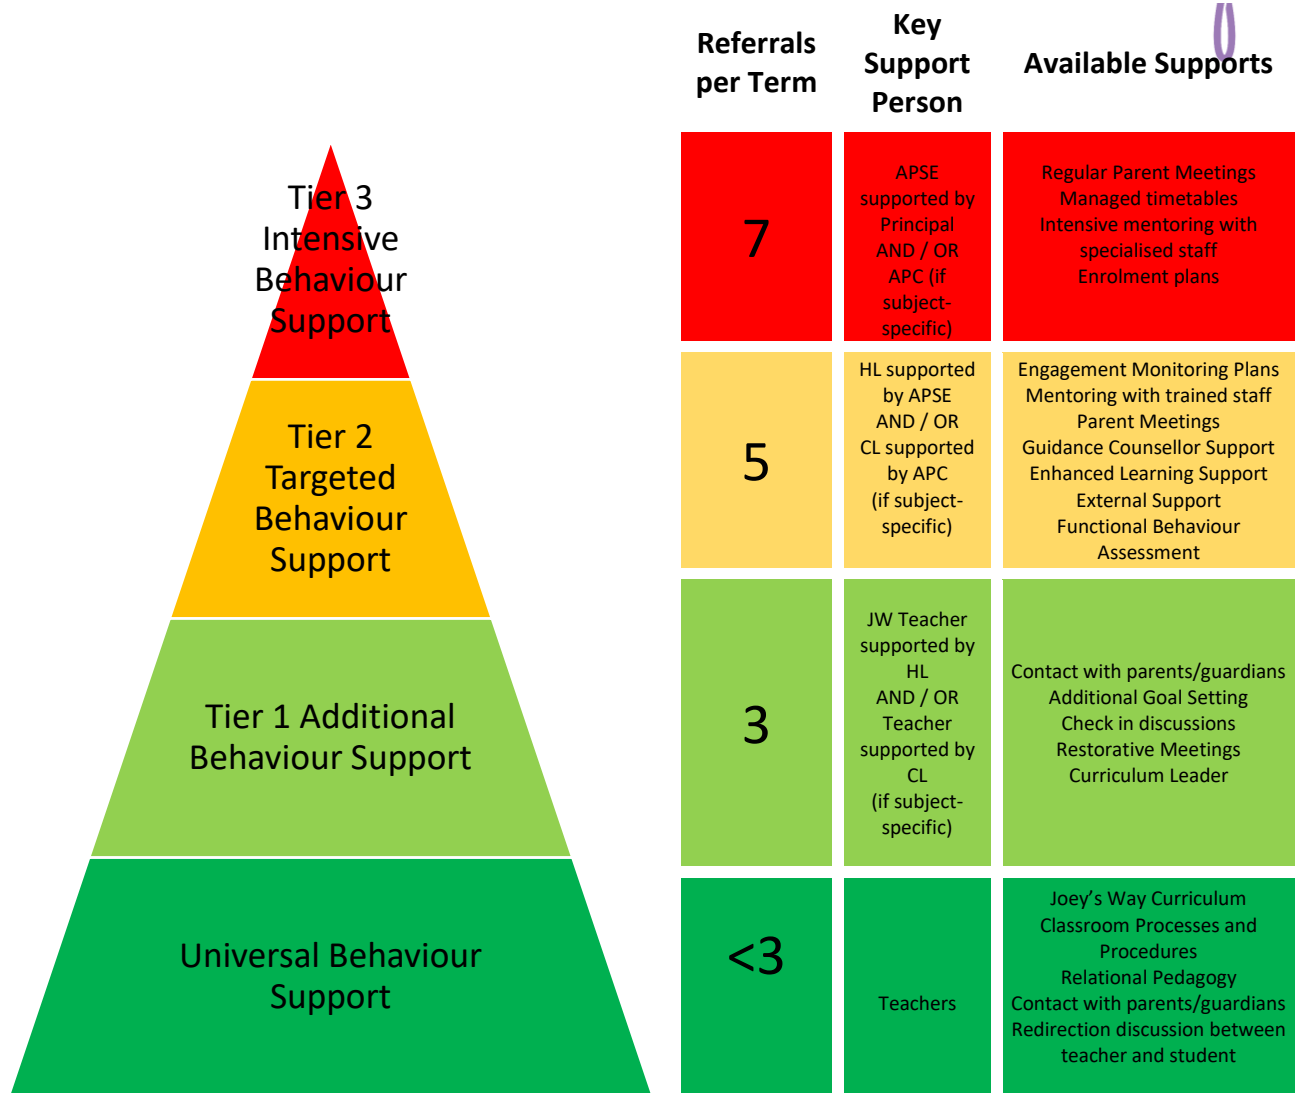 Referrals
per Term
Key
Support
Person
Available Supports
Tier 3
Intensive
Behaviour
Support
7
APSE
supported by
Principal
AND / OR
APC (if
subject-
specific)
Regular Parent Meetings
Managed timetables
Intensive mentoring with
specialised staff
Enrolment plans
Tier 2
Targeted
Behaviour
Support
5
HL supported
by APSE
AND / OR
CL supported
by APC
(if subject-
specific)
Engagement Monitoring Plans
Mentoring with trained staff
Parent Meetings
Guidance Counsellor Support
Enhanced Learning Support
External Support
Functional Behaviour
Assessment
Tier 1 Additional
Behaviour Support
3
JW Teacher
supported by
HL
AND / OR
Teacher
supported by
CL
(if subject-
specific)
Contact with parents/guardians
Additional Goal Setting
Check in discussions
Restorative Meetings
Curriculum Leader
Universal Behaviour
Support
<3
Teachers
Joey’s Way Curriculum
Classroom Processes and
Procedures
Relational Pedagogy
Contact with parents/guardians
Redirection discussion between
teacher and student